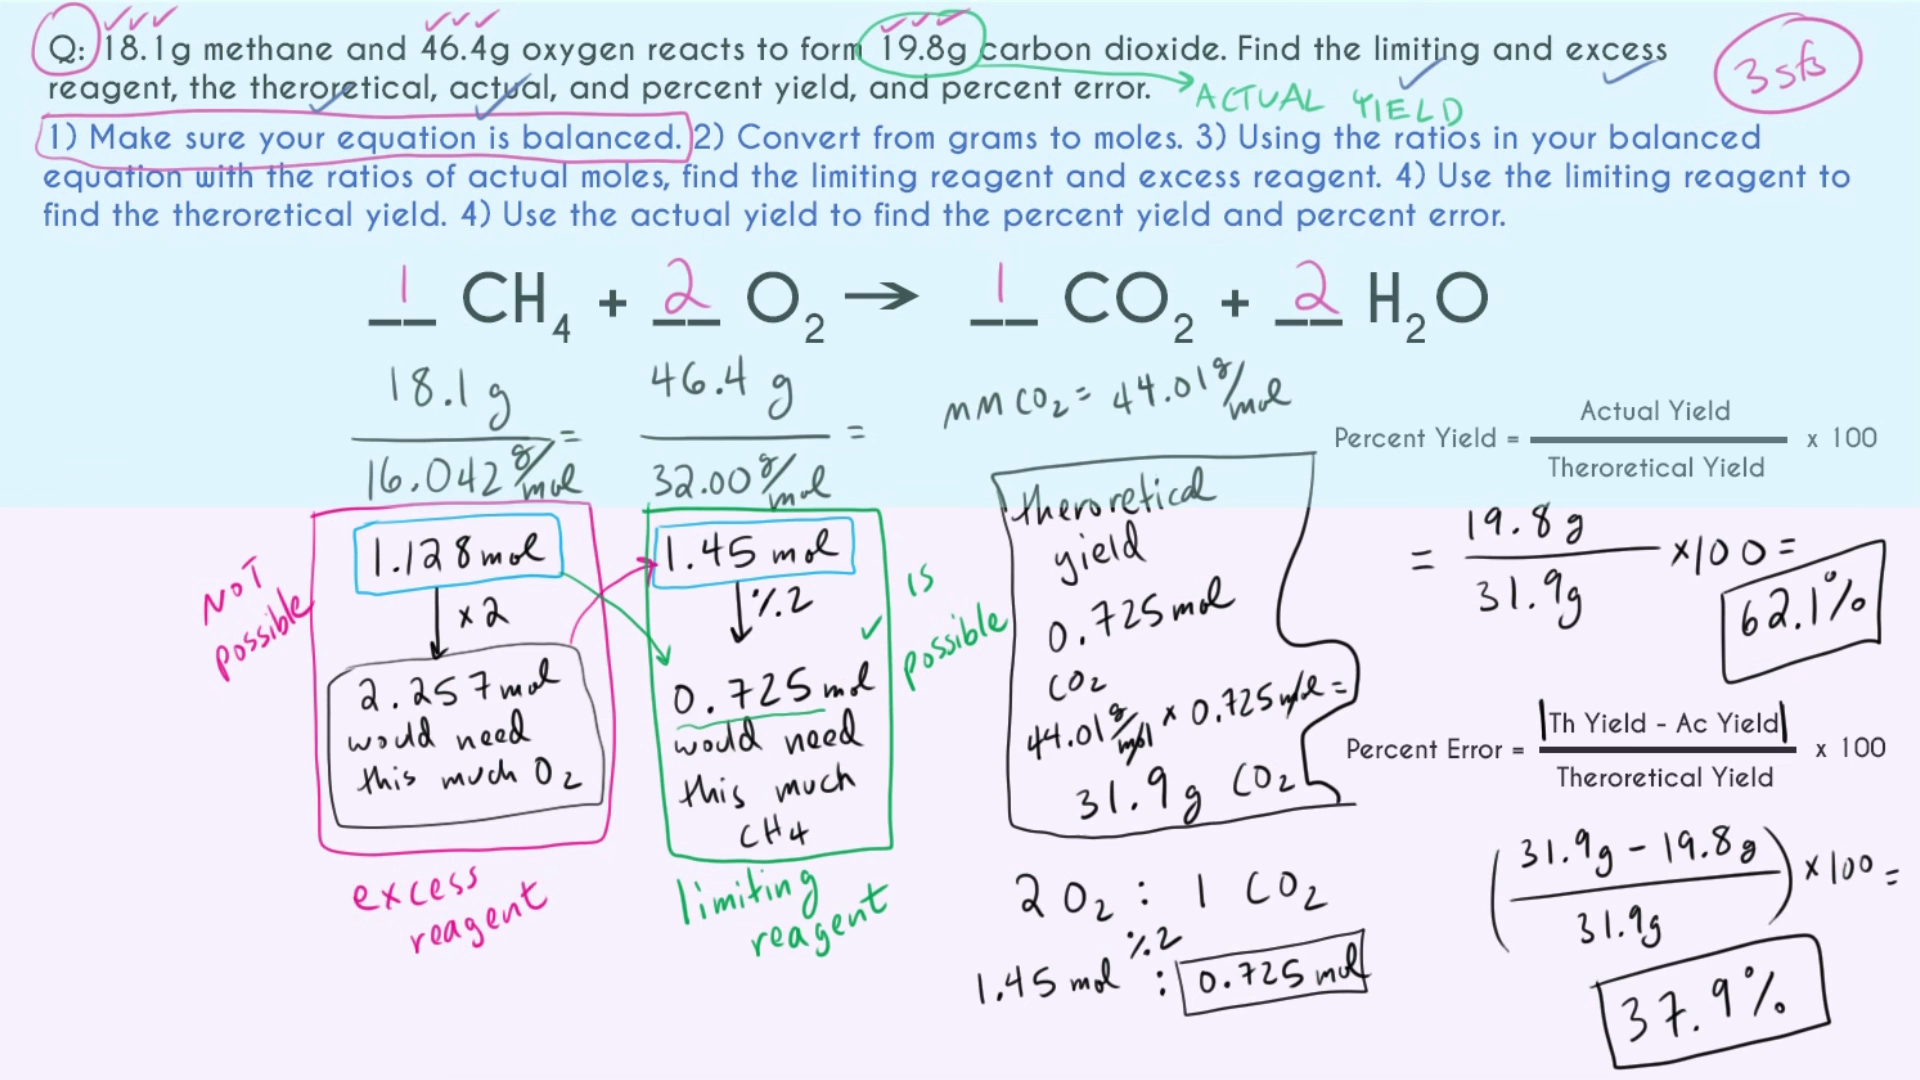 Q: 18.1g methane and 46.4g oxygen reacts to form 19.8g carbon dioxide. Find the limiting and excess
reagent, the theroretical, actual, and percent yield, and percent error.
3 sfs
ACTUAL YIELD
1) Make sure your equation is balanced. 2) Convert from grams to moles. 3) Using the ratios in your balanced
equation with the ratios of actual moles, find the limiting reagent and excess reagent. 4) Use the limiting reagent to
find the theroretical yield. 4) Use the actual yield to find the percent yield and percent error.
1 CH4 + 2 O2 → 1 CO2 + 2 H2O
18.1 g
16.042 g/mol =
1.128 mol
x 2
2.257 mol
would need
this much O2
NOT
possible
excess
reagent
46.4 g
32.00 g/mol =
1.45 mol
٪2
0.725 mol
would need
this much
CH4
✓ is
possible
limiting
reagent
MM CO2 = 44.01 g/mol
theroretical
yield
0.725 mol
CO2
44.01 g/mol x 0.725 mol =
31.9 g CO2
2 O2 : 1 CO2
٪2
1.45 mol : 0.725 mol
Actual Yield
Percent Yield = x 100
Theroretical Yield
19.8 g
= x100 =
31.9g
62.1%
|Th Yield - Ac Yield|
Percent Error = x 100
Theroretical Yield
(31.9g - 19.8g) x100 =
31.9g
37.9%